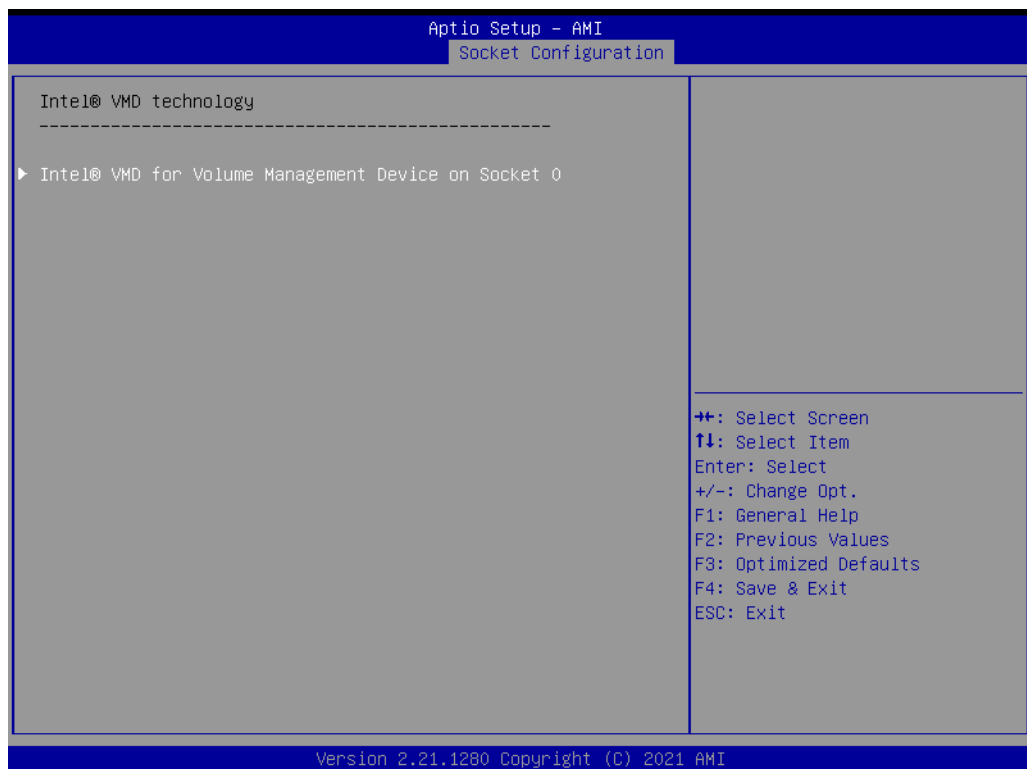 Aptio Setup – AMI
Socket Configuration
Intel® VMD technology
--------------------------------------------------
▶ Intel® VMD for Volume Management Device on Socket 0
→←: Select Screen
↑↓: Select Item
Enter: Select
+/-: Change Opt.
F1: General Help
F2: Previous Values
F3: Optimized Defaults
F4: Save & Exit
ESC: Exit
Version 2.21.1280 Copyright (C) 2021 AMI